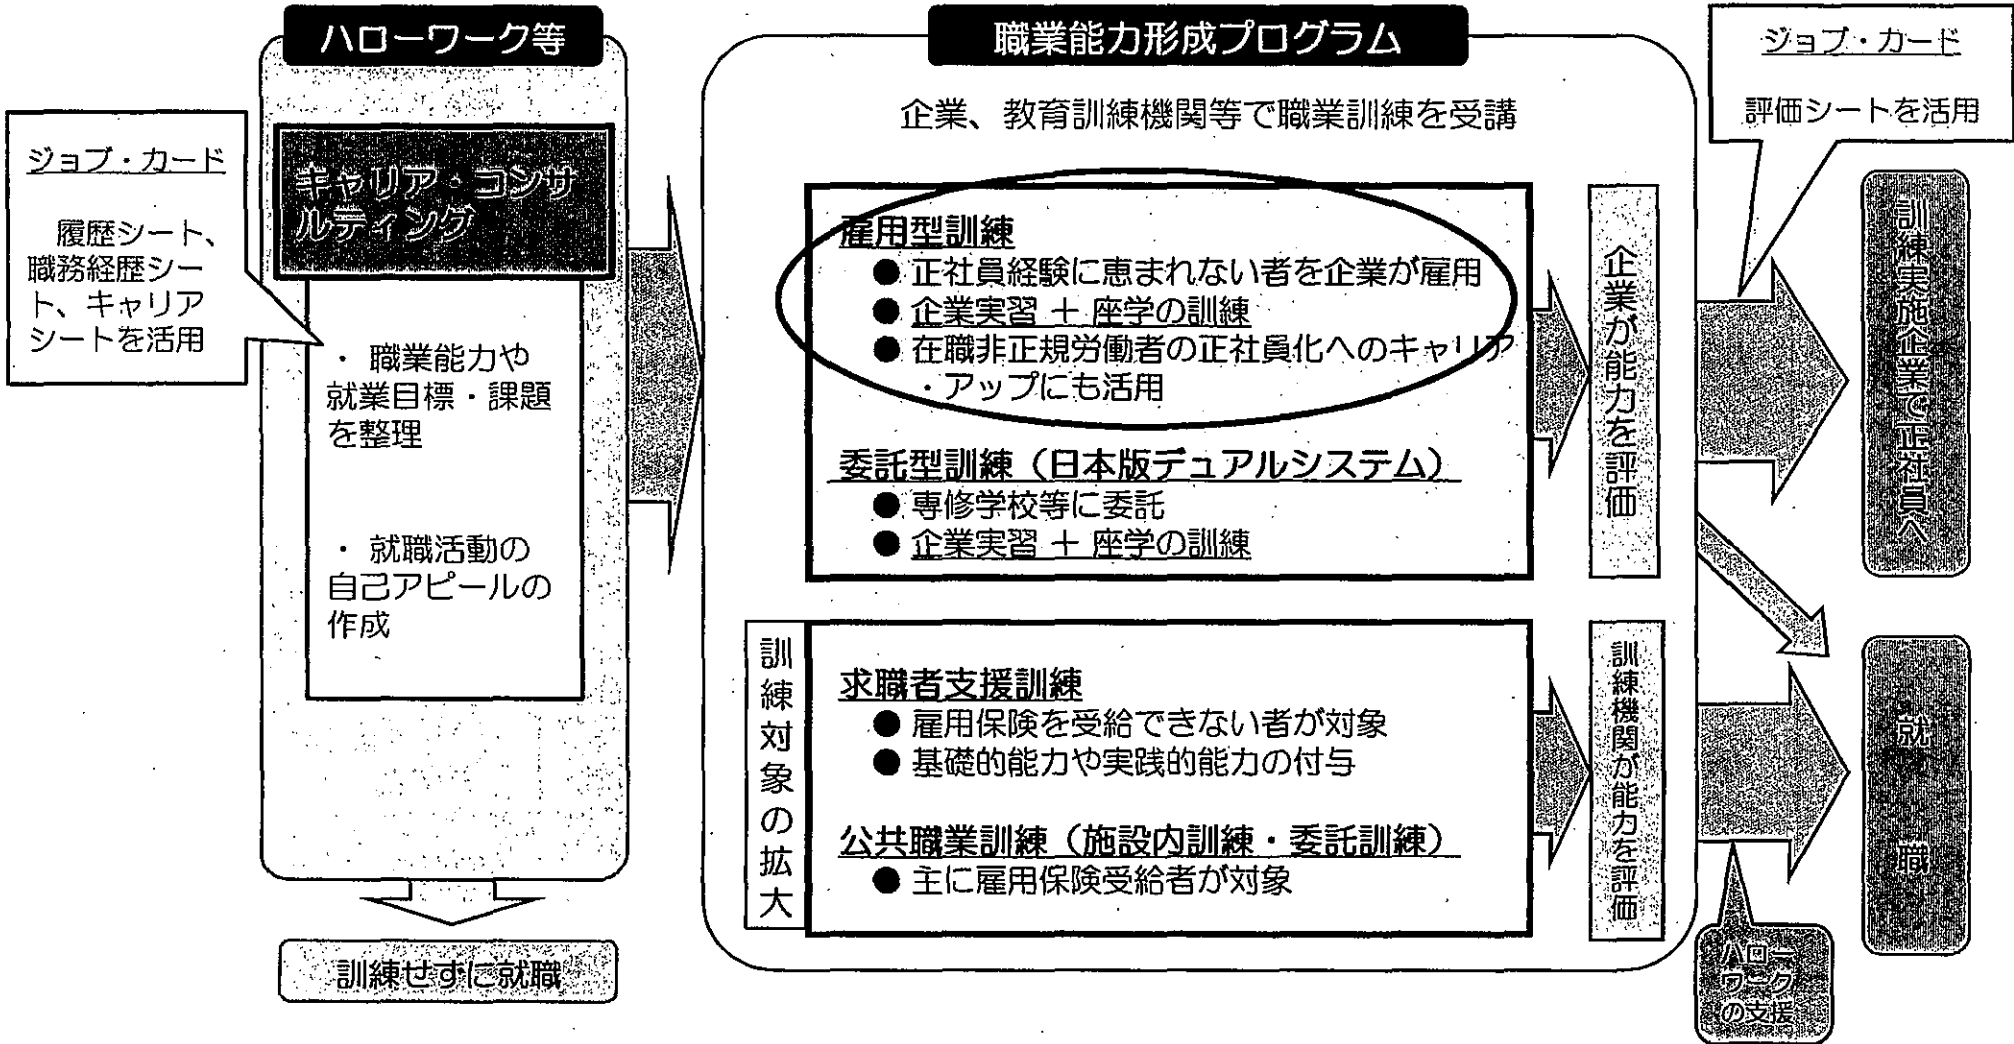 ハローワーク等
ジョブ・カード
履歴シート、
職務経歴シー
ト、キャリア
シートを活用
キャリア・コンサ
ルティング
・ 職業能力や
就業目標・課題
を整理
・ 就職活動の
自己アピールの
作成
訓練せずに就職
職業能力形成プログラム
企業、教育訓練機関等で職業訓練を受講
雇用型訓練
● 正社員経験に恵まれない者を企業が雇用
● 企業実習 + 座学の訓練
● 在職非正規労働者の正社員化へのキャリア
・アップにも活用
委託型訓練（日本版デュアルシステム）
● 専修学校等に委託
● 企業実習 + 座学の訓練
企業が能力を評価
訓練対象の拡大
求職者支援訓練
● 雇用保険を受給できない者が対象
● 基礎的能力や実践的能力の付与
公共職業訓練（施設内訓練・委託訓練）
● 主に雇用保険受給者が対象
訓練機関が能力を評価
ジョブ・カード
評価シートを活用
訓練実施企業で正社員へ
就 職
ハロー
ワーク
の支援